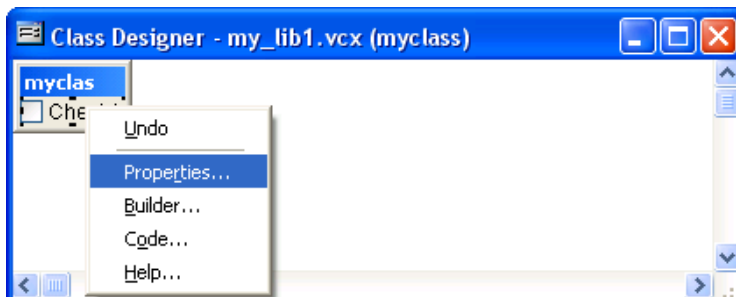 Class Designer - my_lib1.vcx (myclass)
myclas
Undo
Properties...
Builder...
Code...
Help...